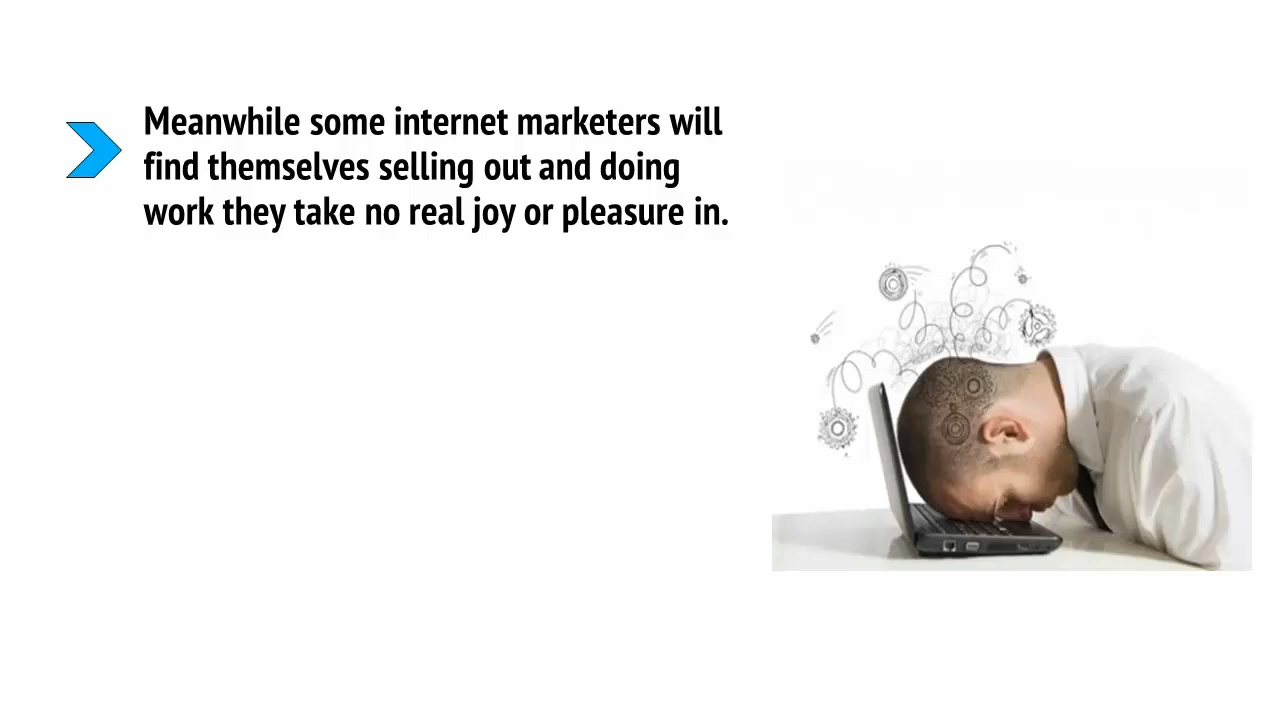 Meanwhile some internet marketers will
find themselves selling out and doing
work they take no real joy or pleasure in.